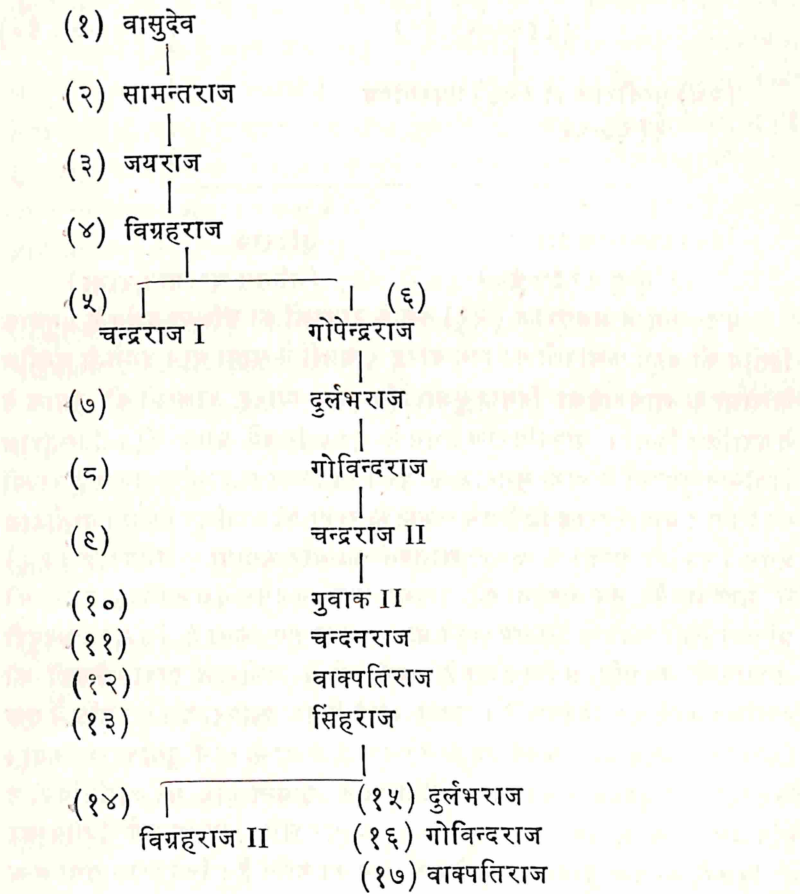 (१) वासुदेव
(२) सामन्तराज
(३) जयराज
(४) विग्रहराज
(५) (६)
चन्द्रराज I गोपेन्द्रराज
(७) दुर्लभराज
(८) गोविन्दराज
(९) चन्द्रराज II
(१०) गुवाक II
(११) चन्दनराज
(१२) वाक्पतिराज
(१३) सिंहराज
(१४) (१५) दुर्लभराज
विग्रहराज II (१६) गोविन्दराज
(१७) वाक्पतिराज